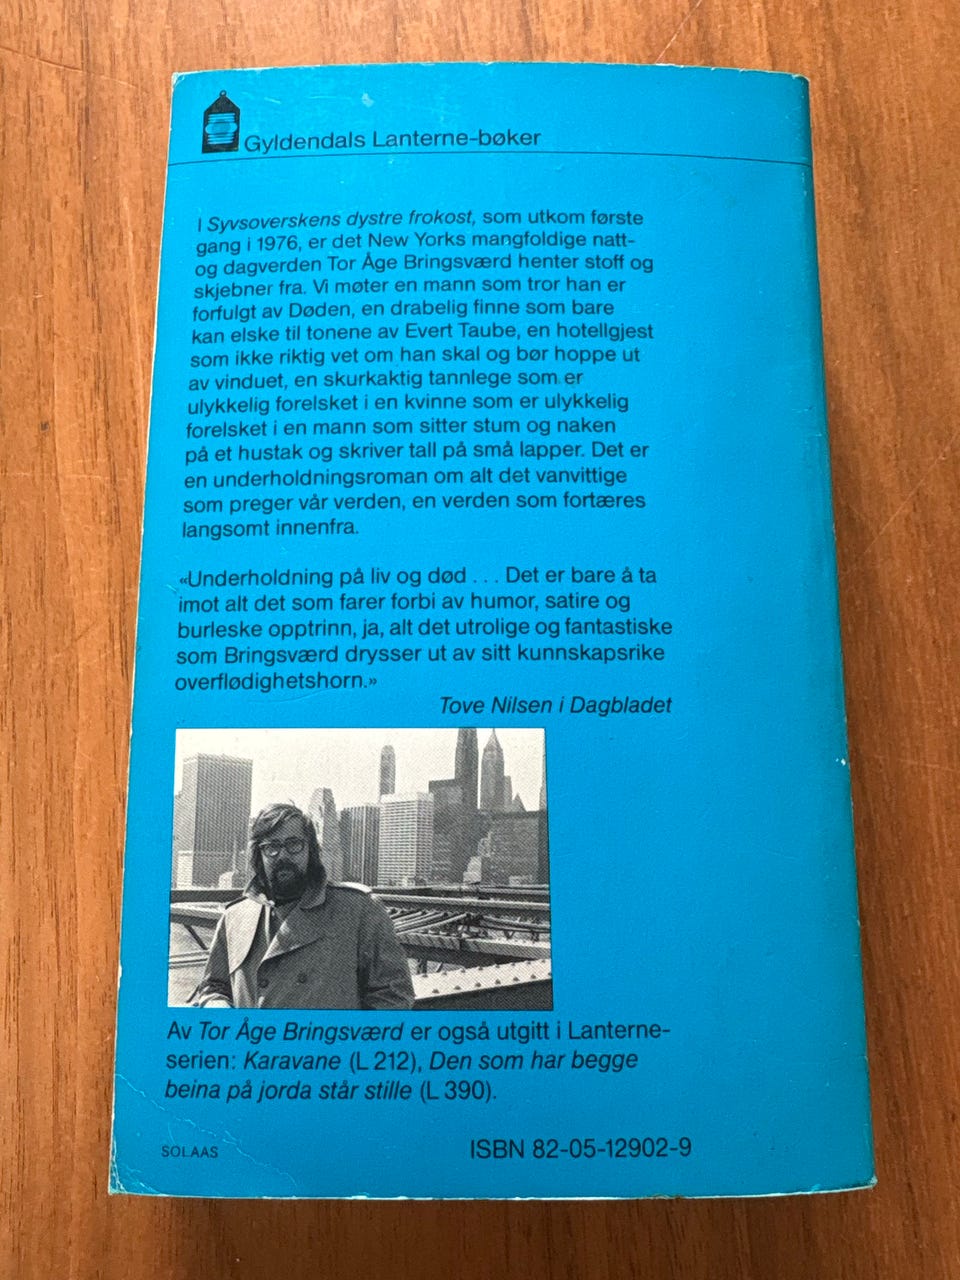 Gyldendals Lanterne-bøker
I Syvsoverskens dystre frokost, som utkom første
gang i 1976, er det New Yorks mangfoldige natt-
og dagverden Tor Åge Bringsværd henter stoff og
skjebner fra. Vi møter en mann som tror han er
forfulgt av Døden, en drabelig finne som bare
kan elske til tonene av Evert Taube, en hotellgjest
som ikke riktig vet om han skal og bør hoppe ut
av vinduet, en skurkaktig tannlege som er
ulykkelig forelsket i en kvinne som er ulykkelig
forelsket i en mann som sitter stum og naken
på et hustak og skriver tall på små lapper. Det er
en underholdningsroman om alt det vanvittige
som preger vår verden, en verden som fortæres
langsomt innenfra.
«Underholdning på liv og død . . . Det er bare å ta
imot alt det som farer forbi av humor, satire og
burleske opptrinn, ja, alt det utrolige og fantastiske
som Bringsværd drysser ut av sitt kunnskapsrike
overflødighetshorn.»
Tove Nilsen i Dagbladet
Av Tor Åge Bringsværd er også utgitt i Lanterne-
serien: Karavane (L 212), Den som har begge
beina på jorda står stille (L 390).
SOLAAS
ISBN 82-05-12902-9